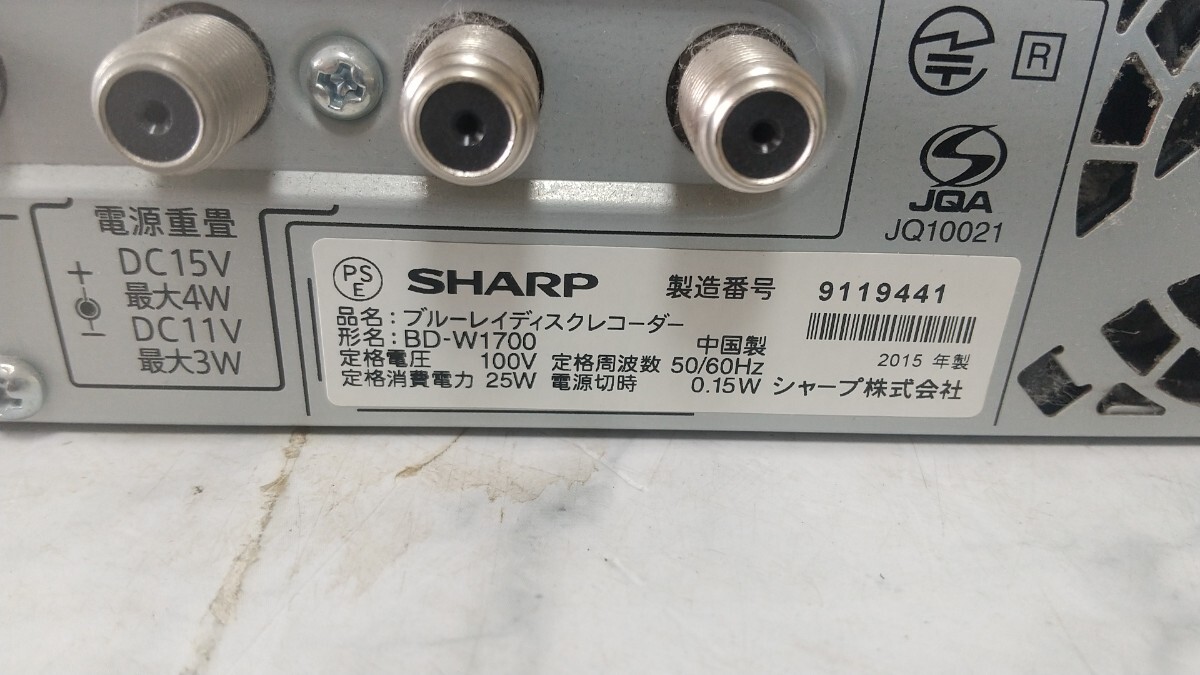 電源重畳
DC15V
最大4W
DC11V
最大3W
R
JQA
JQ10021
PS
E
SHARP 製造番号 9119441
品名：ブルーレイディスクレコーダー
形名：BD-W1700 中国製
2015 年製
定格電圧 100V 定格周波数 50/60Hz
定格消費電力 25W 電源切時 0.15W シャープ株式会社